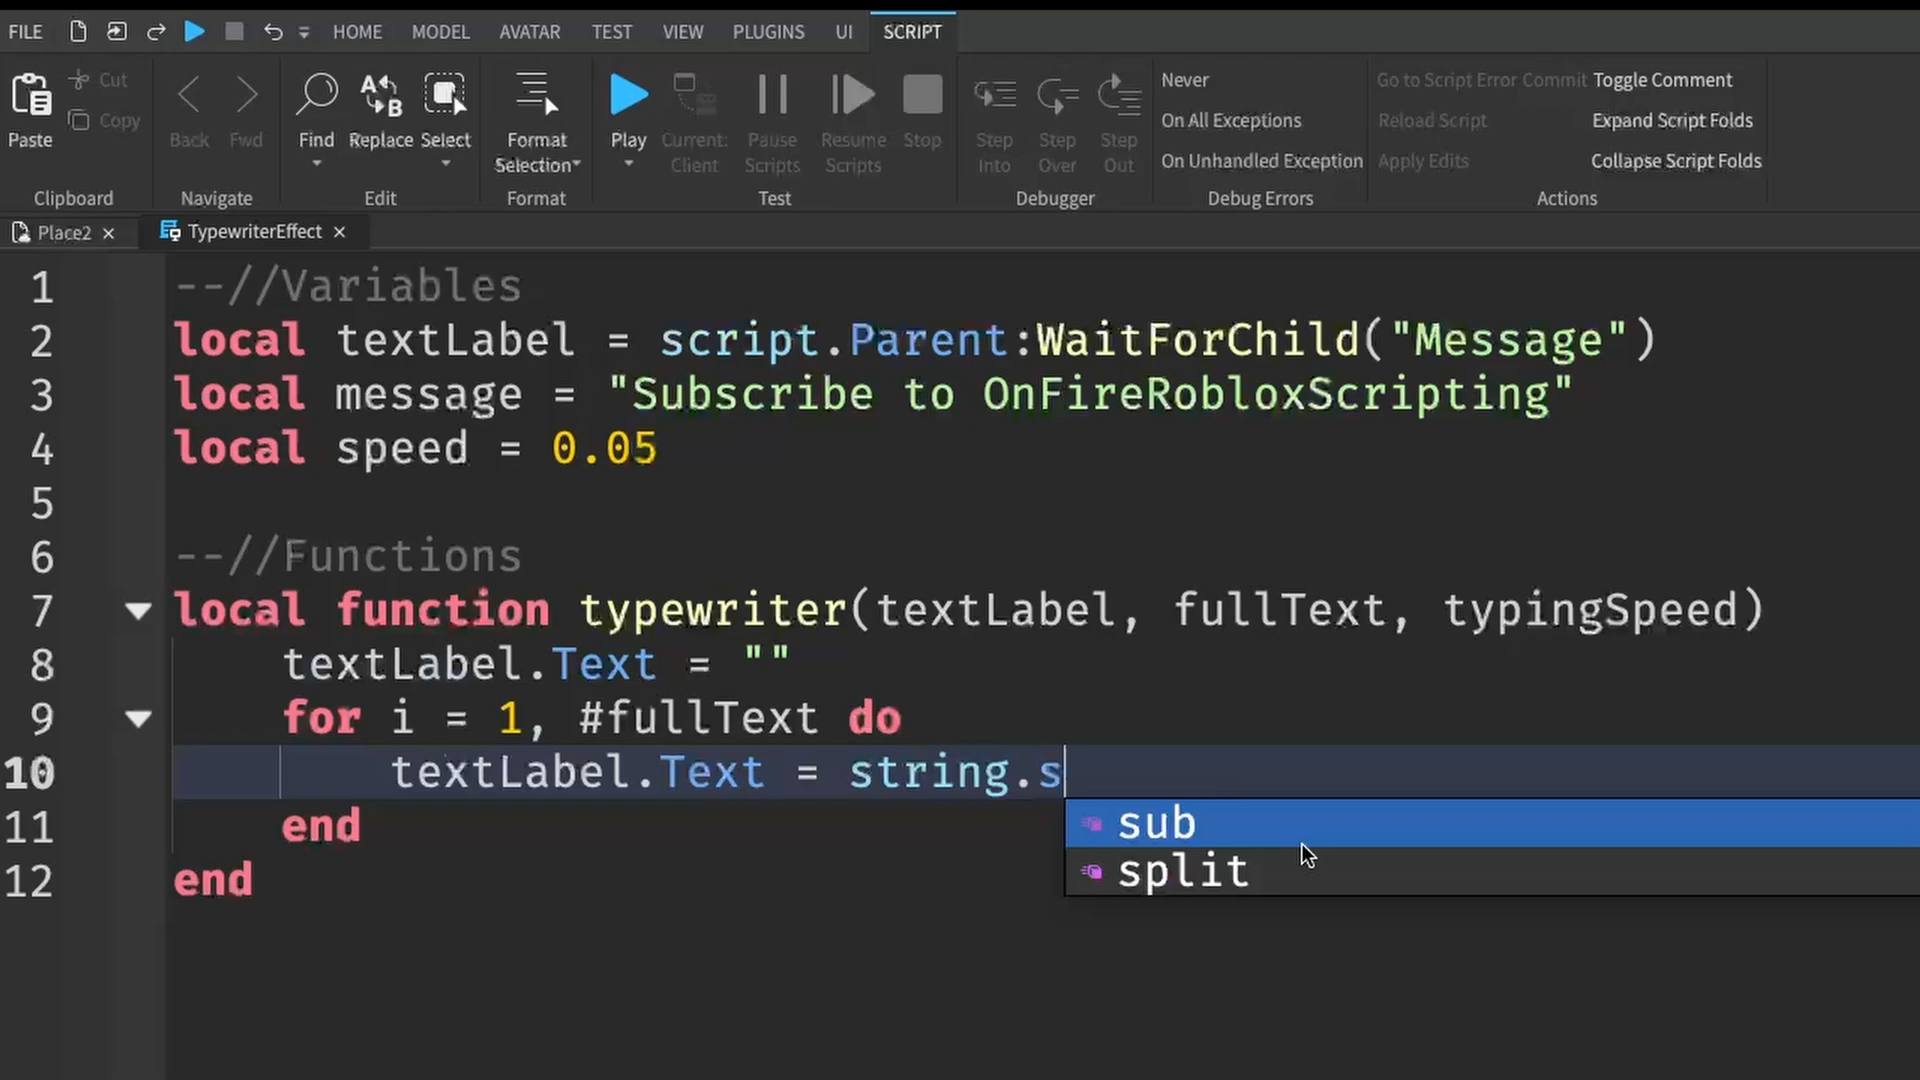 FILE HOME MODEL AVATAR TEST VIEW PLUGINS UI SCRIPT
Paste Cut Copy
Clipboard
Back Fwd
Navigate
Find Replace Select
Edit
Format Selection
Format
Play Current: Client Pause Scripts Resume Scripts Stop
Test
Step Into Step Over Step Out
Debugger
Never
On All Exceptions
On Unhandled Exception
Debug Errors
Go to Script Error Commit Toggle Comment
Reload Script Expand Script Folds
Apply Edits Collapse Script Folds
Actions
Place2 × TypewriterEffect ×
1 --//Variables
2 local textLabel = script.Parent:WaitForChild("Message")
3 local message = "Subscribe to OnFireRobloxScripting"
4 local speed = 0.05
5
6 --//Functions
7 local function typewriter(textLabel, fullText, typingSpeed)
8 textLabel.Text = ""
9 for i = 1, #fullText do
10 textLabel.Text = string.s
sub
11 end
split
12 end